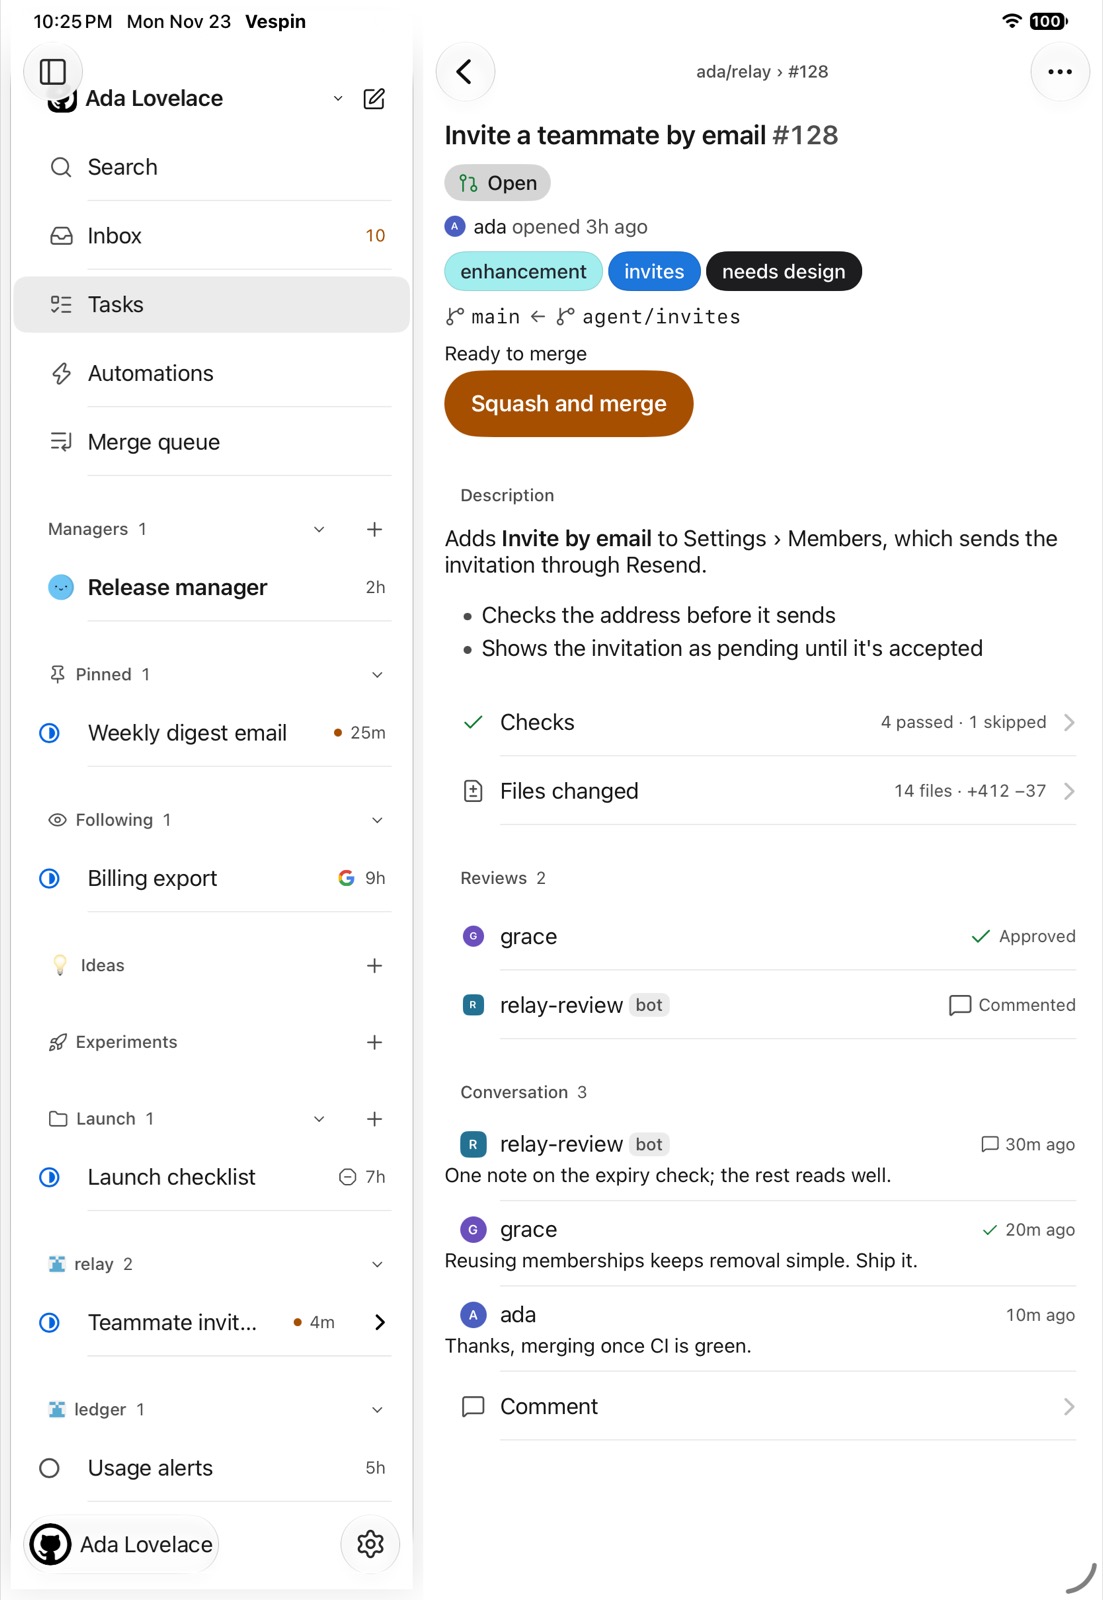 10:25 PM Mon Nov 23 Vespin
100
Ada Lovelace
Search
Inbox 10
Tasks
Automations
Merge queue
Managers 1
Release manager 2h
Pinned 1
Weekly digest email 25m
Following 1
Billing export 9h
Ideas
Experiments
Launch 1
Launch checklist 7h
relay 2
Teammate invit... 4m
ledger 1
Usage alerts 5h
Ada Lovelace
ada/relay › #128
Invite a teammate by email #128
Open
A ada opened 3h ago
enhancement invites needs design
main ← agent/invites
Ready to merge
Squash and merge
Description
Adds Invite by email to Settings › Members, which sends the
invitation through Resend.
• Checks the address before it sends
• Shows the invitation as pending until it's accepted
Checks 4 passed · 1 skipped
Files changed 14 files · +412 −37
Reviews 2
G grace Approved
R relay-review bot Commented
Conversation 3
R relay-review bot 30m ago
One note on the expiry check; the rest reads well.
G grace 20m ago
Reusing memberships keeps removal simple. Ship it.
A ada 10m ago
Thanks, merging once CI is green.
Comment